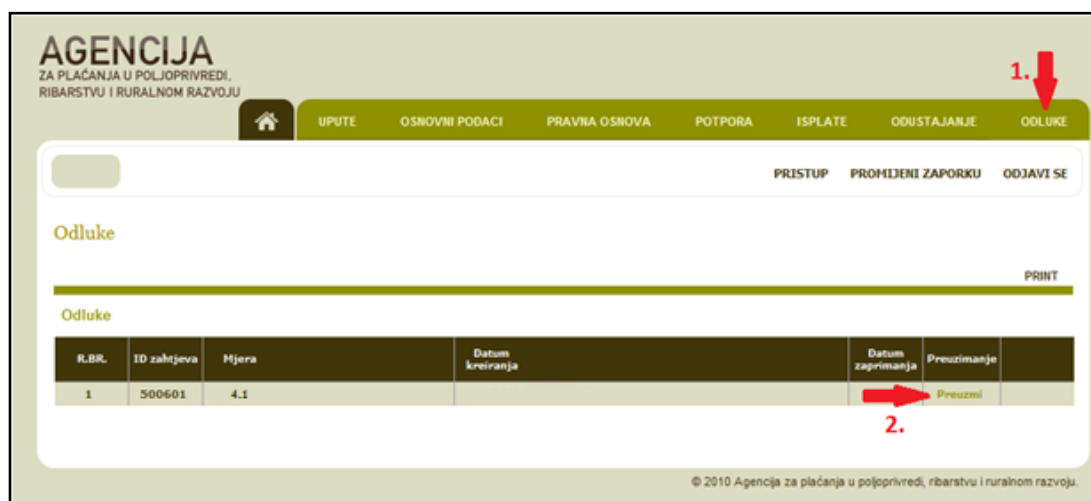 AGENCIJA
ZA PLAĆANJA U POLJOPRIVREDI,
RIBARSTVU I RURALNOM RAZVOJU
1.
UPUTE OSNOVNI PODACI PRAVNA OSNOVA POTPORA ISPLATE ODUSTAJANJE ODLUKE
PRISTUP PROMIJENI ZAPORKU ODJAVI SE
Odluke
PRINT
Odluke
R.BR. ID zahtjeva Mjera Datum kreiranja Datum zaprimanja Preuzimanje
1 500601 4.1 Preuzmi
2.
© 2010 Agencija za plaćanja u poljoprivredi, ribarstvu i ruralnom razvoju.